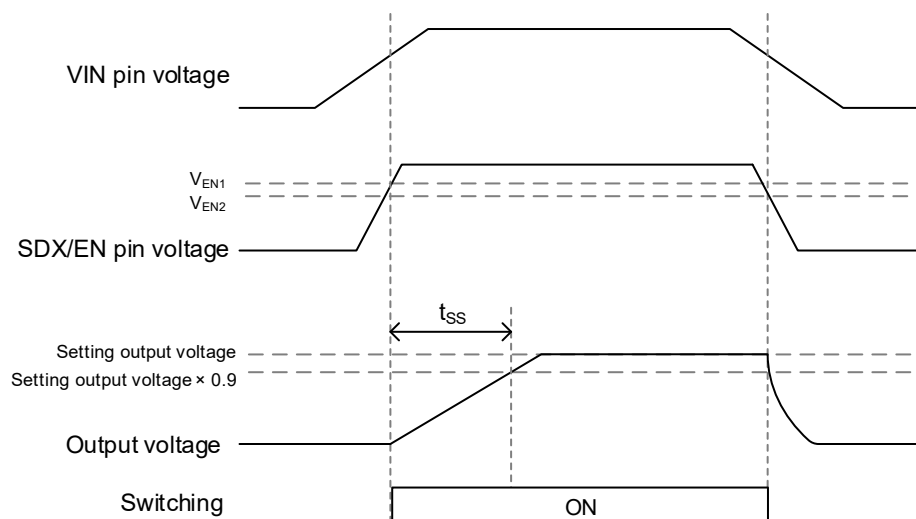 VIN pin voltage
VEN1
VEN2
SDX/EN pin voltage
tSS
Setting output voltage
Setting output voltage × 0.9
Output voltage
Switching
ON